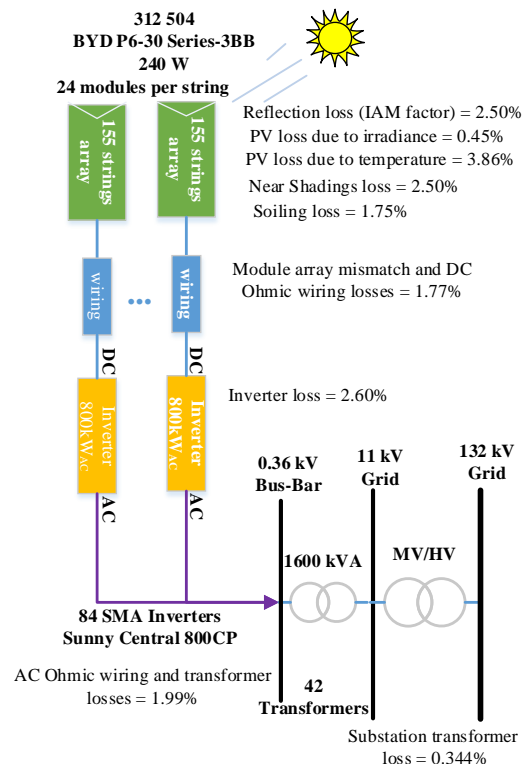 312 504
BYD P6-30 Series-3BB
240 W
24 modules per string
155 strings
array
155 strings
array
Reflection loss (IAM factor) = 2.50%
PV loss due to irradiance = 0.45%
PV loss due to temperature = 3.86%
Near Shadings loss = 2.50%
Soiling loss = 1.75%
wiring
...
wiring
Module array mismatch and DC
Ohmic wiring losses = 1.77%
DC
DC
Inverter
800kWAC
Inverter
800kWAC
Inverter loss = 2.60%
AC
AC
0.36 kV
Bus-Bar
11 kV
Grid
132 kV
Grid
1600 kVA
MV/HV
84 SMA Inverters
Sunny Central 800CP
AC Ohmic wiring and transformer
losses = 1.99%
42
Transformers
Substation transformer
loss = 0.344%